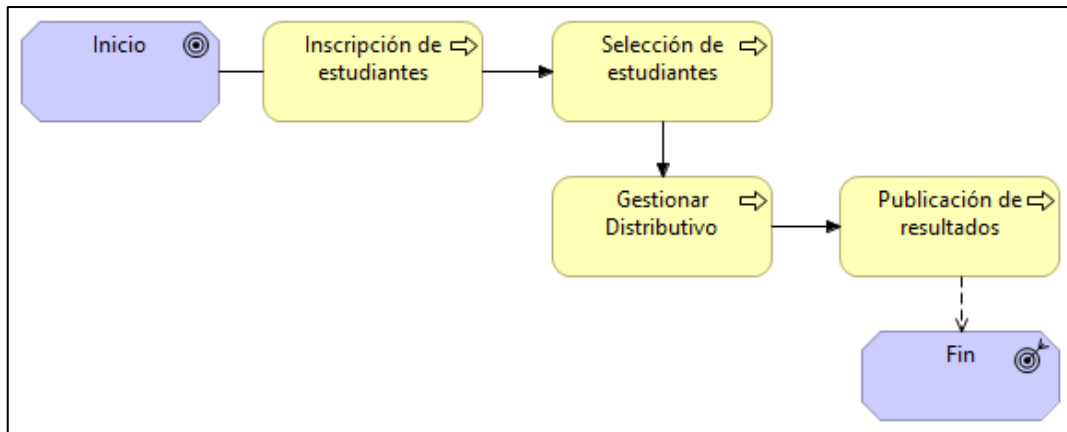 Inicio
Inscripción de
estudiantes
Selección de
estudiantes
Gestionar
Distributivo
Publicación de
resultados
Fin